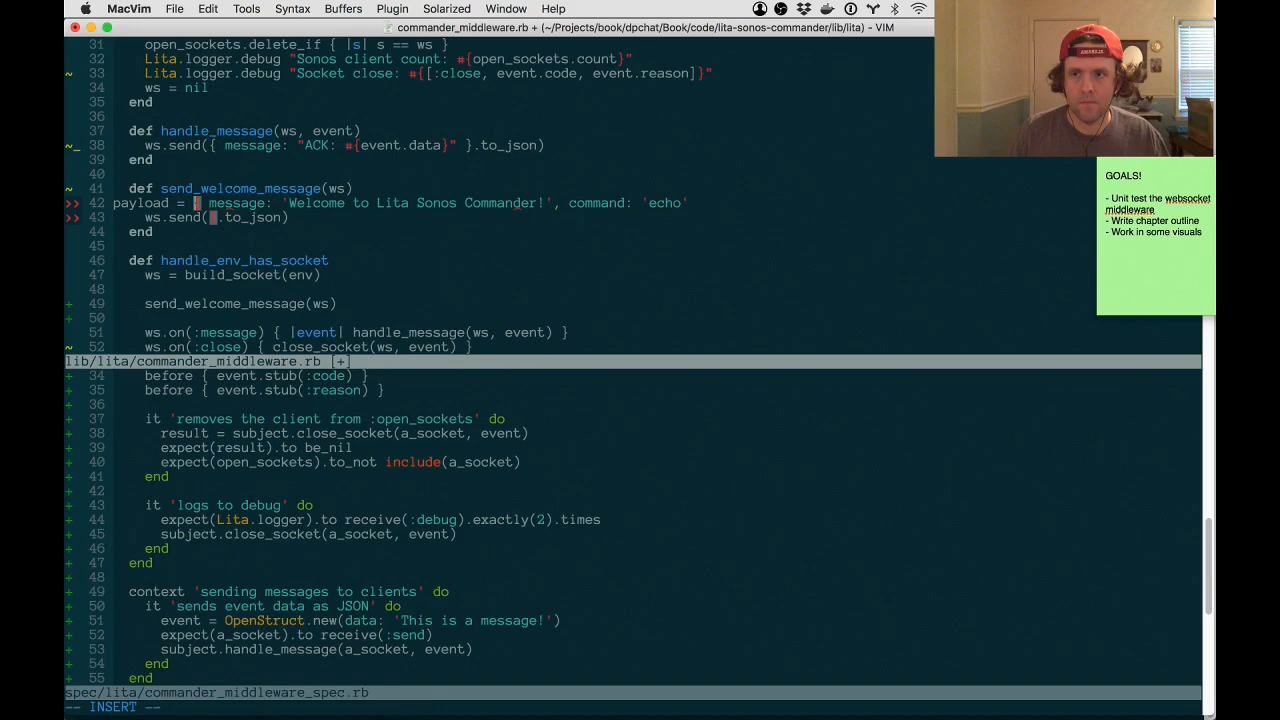 MacVim File Edit Tools Syntax Buffers Plugin Solarized Window Help
commander_middleware.rb + (~/Projects/book/dpchat/Book/code/lita-sonos-commander/lib/lita) - VIM
31 open_sockets.delete_if |s| s == ws }
32 Lita.logger.debug "Sonos client count: #{open_sockets.count}"
~ 33 Lita.logger.debug "Socket close: #{[:close, event.code, event.reason]}"
34 ws = nil
35 end
36
37 def handle_message(ws, event)
~_ 38 ws.send({ message: "ACK: #{event.data}" }.to_json)
39 end
40
~ 41 def send_welcome_message(ws)
>> 42 payload = { message: 'Welcome to Lita Sonos Commander!', command: 'echo'
>> 43 ws.send( .to_json)
44 end
45
46 def handle_env_has_socket
47 ws = build_socket(env)
+ 49 send_welcome_message(ws)
+ 50
51 ws.on(:message) { |event| handle_message(ws, event) }
~ 52 ws.on(:close) { close_socket(ws, event) }
lib/lita/commander_middleware.rb [+]
+ 34 before { event.stub(:code) }
+ 35 before { event.stub(:reason) }
+ 36
+ 37 it 'removes the client from :open_sockets' do
+ 38 result = subject.close_socket(a_socket, event)
+ 39 expect(result).to be_nil
+ 40 expect(open_sockets).to_not include(a_socket)
+ 41 end
+ 42
+ 43 it 'logs to debug' do
+ 44 expect(Lita.logger).to receive(:debug).exactly(2).times
+ 45 subject.close_socket(a_socket, event)
+ 46 end
+ 47 end
+ 48
+ 49 context 'sending messages to clients' do
+ 50 it 'sends event data as JSON' do
+ 51 event = OpenStruct.new(data: 'This is a message!')
+ 52 expect(a_socket).to receive(:send)
+ 53 subject.handle_message(a_socket, event)
+ 54 end
+ 55 end
spec/lita/commander_middleware_spec.rb
-- INSERT --
GOALS!
- Unit test the websocket
middleware
- Write chapter outline
- Work in some visuals